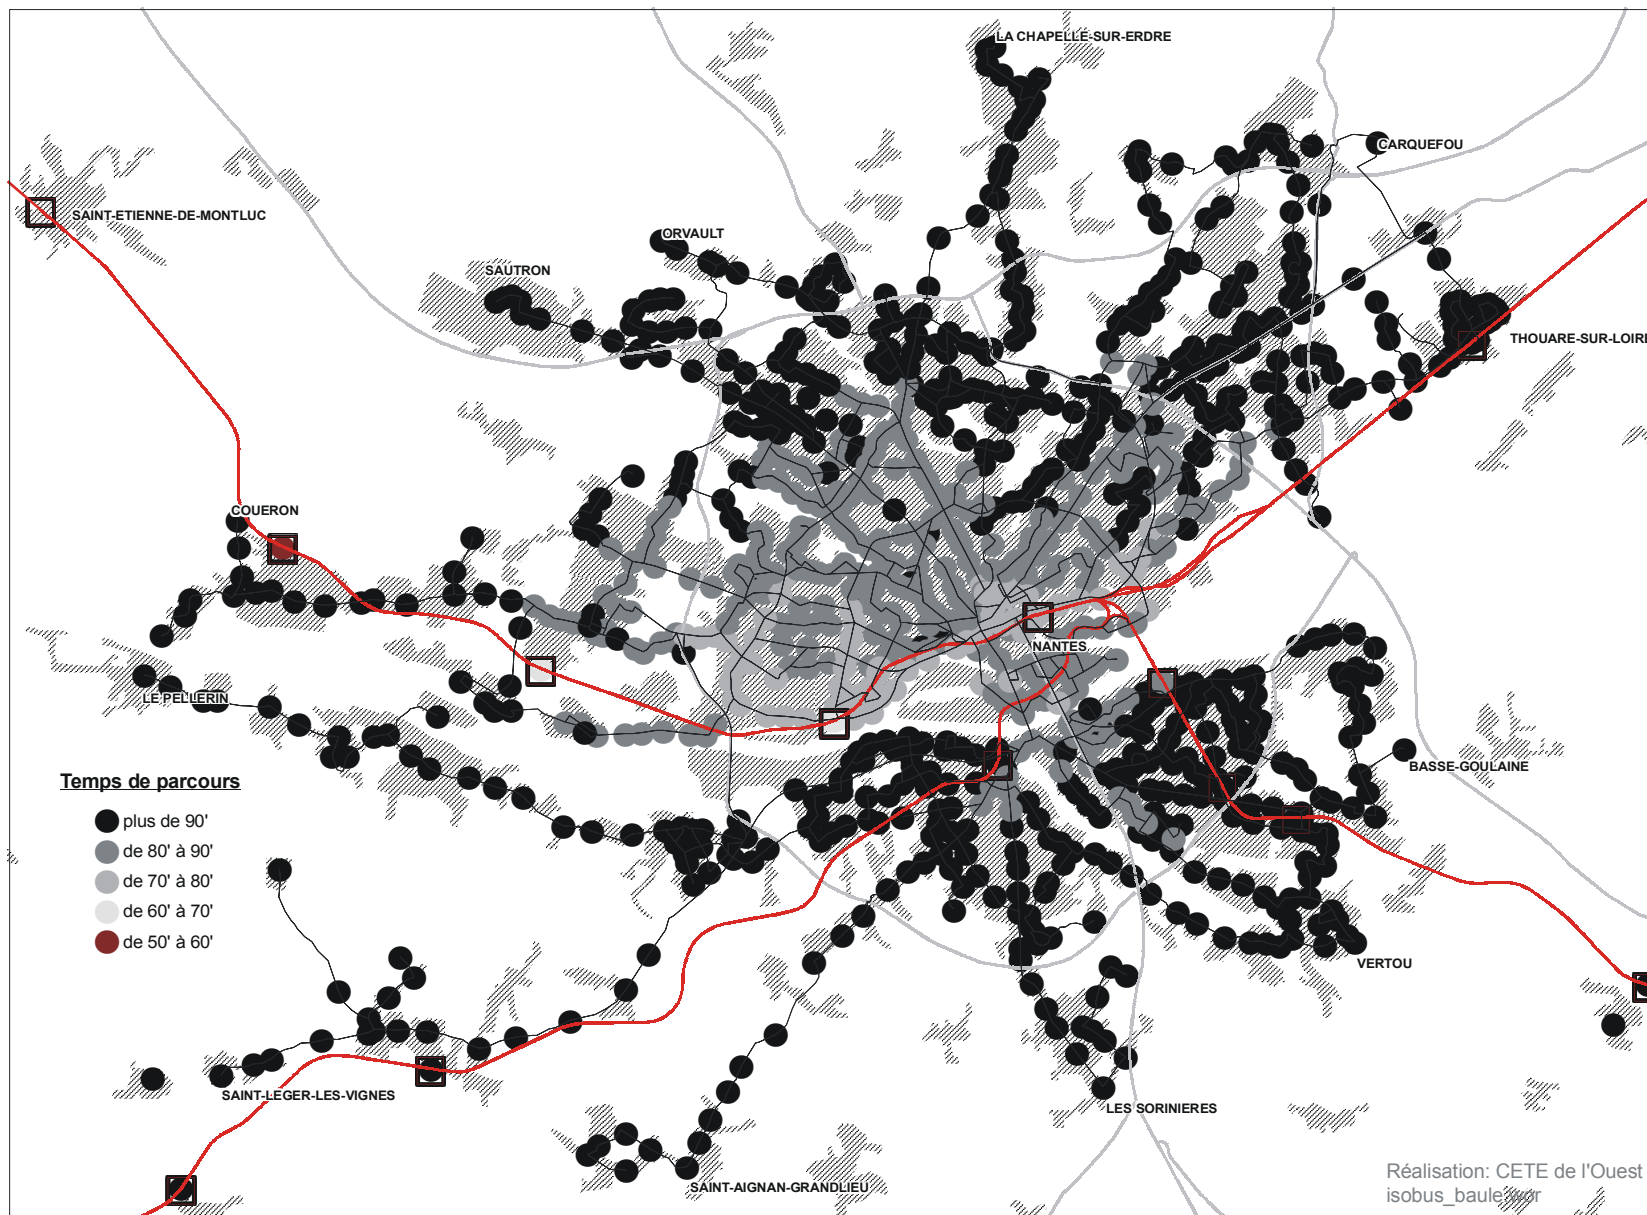 LA CHAPELLE-SUR-ERDRE
CARQUEFOU
SAINT-ETIENNE-DE-MONTLUC
ORVAULT
SAUTRON
THOUARE-SUR-LOIRE
COUERON
NANTES
LE PELLERIN
BASSE-GOULAINE
Temps de parcours
plus de 90'
de 80' à 90'
de 70' à 80'
de 60' à 70'
de 50' à 60'
VERTOU
SAINT-LEGER-LES-VIGNES
LES SORINIERES
SAINT-AIGNAN-GRANDLIEU
Réalisation: CETE de l'Ouest
isobus_baule.wor